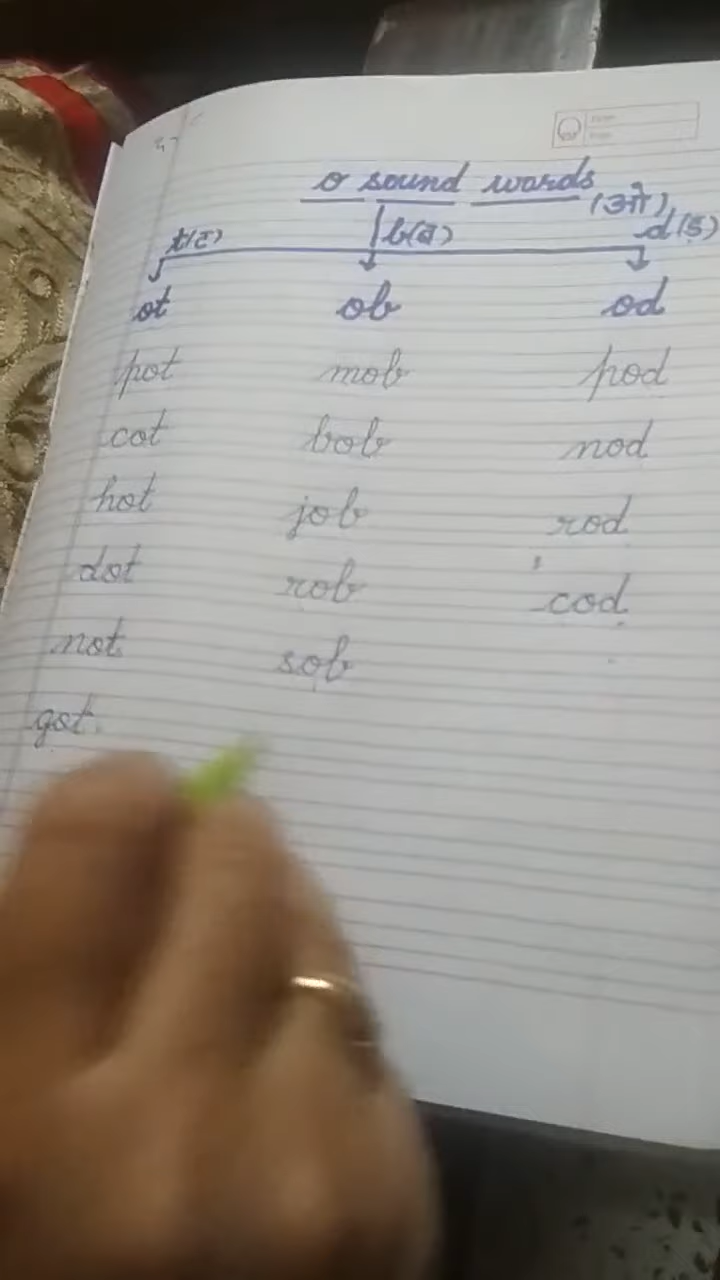 o sound words
(ऑ)
t(ट) b(ब) d(ड)
ot ob od
pot mob pod
cot bob nod
hot job rod
dot rob cod
not sob
got